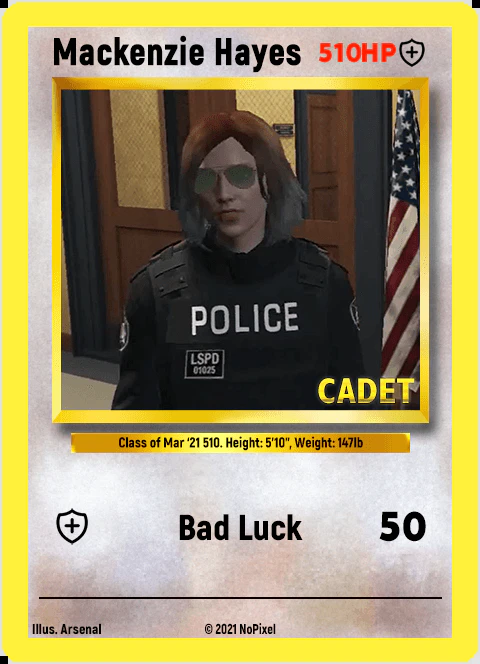 Mackenzie Hayes 510HP
POLICE
LSPD
01025
CADET
Class of Mar '21 510. Height: 5'10", Weight: 147lb
Bad Luck 50
Illus. Arsenal © 2021 NoPixel